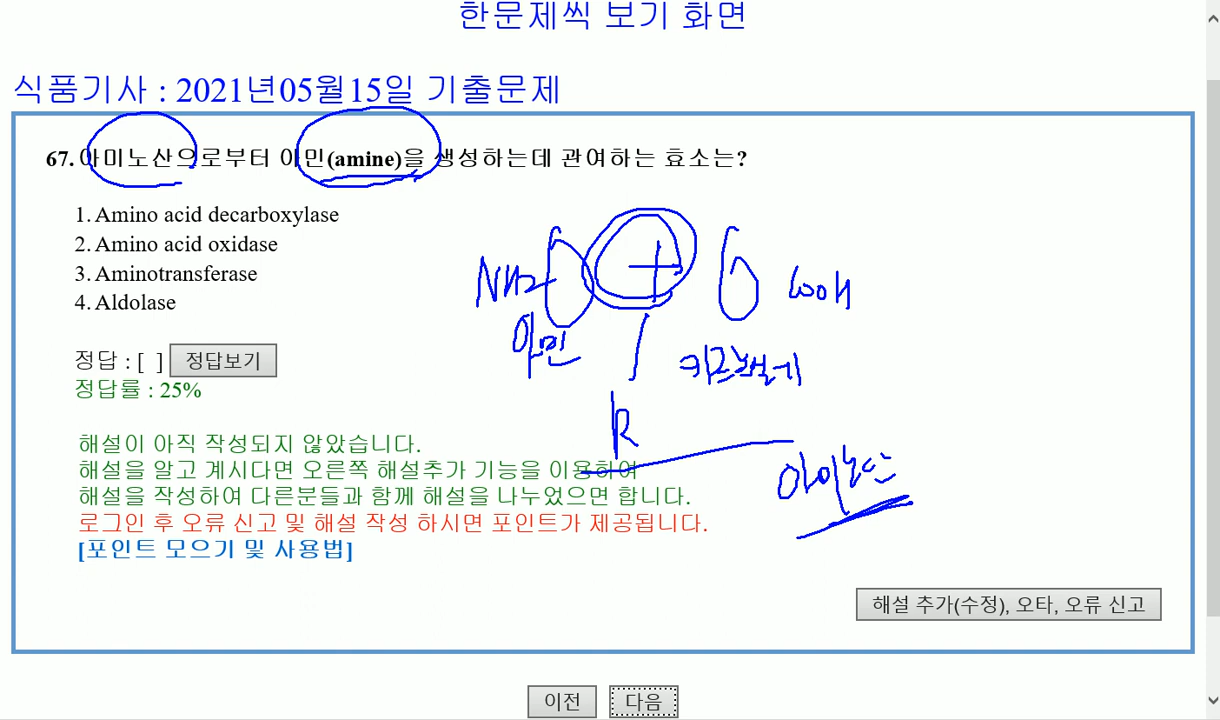 한문제씩 보기 화면
식품기사 : 2021년05월15일 기출문제
67. 아미노산으로부터 아민(amine)을 생성하는데 관여하는 효소는?
1. Amino acid decarboxylase
2. Amino acid oxidase
3. Aminotransferase
4. Aldolase
NH2
COOH
아민
R
정답 : [ ] 정답보기
정답률 : 25%
해설이 아직 작성되지 않았습니다.
해설을 알고 계시다면 오른쪽 해설추가 기능을 이용하여
해설을 작성하여 다른분들과 함께 해설을 나누었으면 합니다.
로그인 후 오류 신고 및 해설 작성 하시면 포인트가 제공됩니다.
[포인트 모으기 및 사용법]
아미노산
해설 추가(수정), 오타, 오류 신고
이전 다음